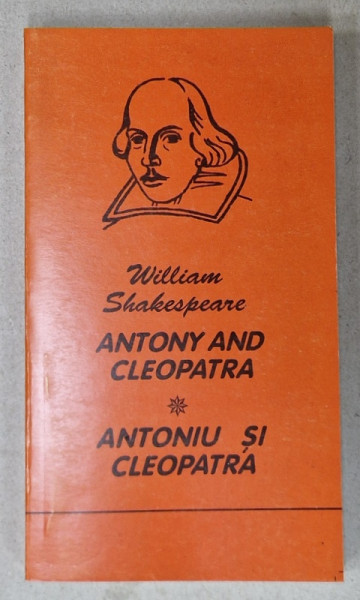 William
Shakespeare
ANTONY AND
CLEOPATRA
ANTONIU ȘI
CLEOPATRA